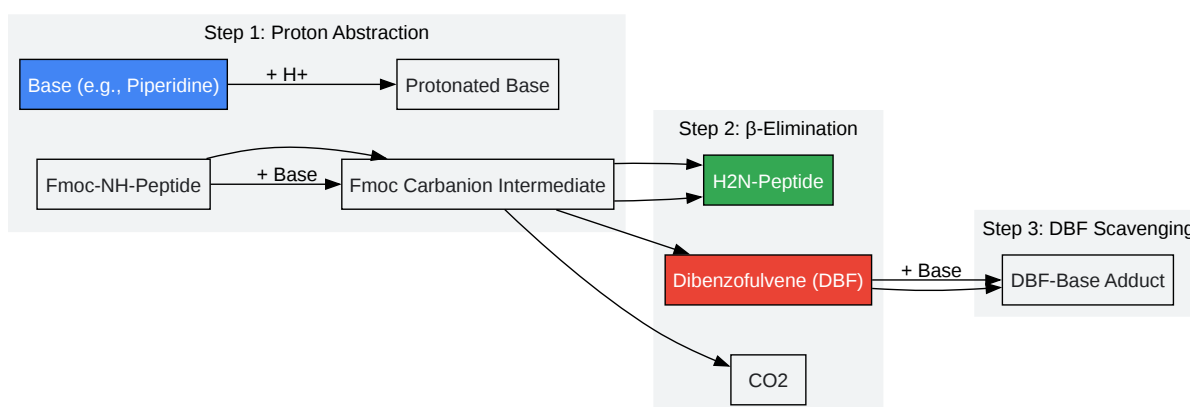 Step 1: Proton Abstraction
Base (e.g., Piperidine)
+ H+
Protonated Base
Fmoc-NH-Peptide
+ Base
Fmoc Carbanion Intermediate
Step 2: β-Elimination
H2N-Peptide
Dibenzofulvene (DBF)
CO2
+ Base
Step 3: DBF Scavenging
DBF-Base Adduct